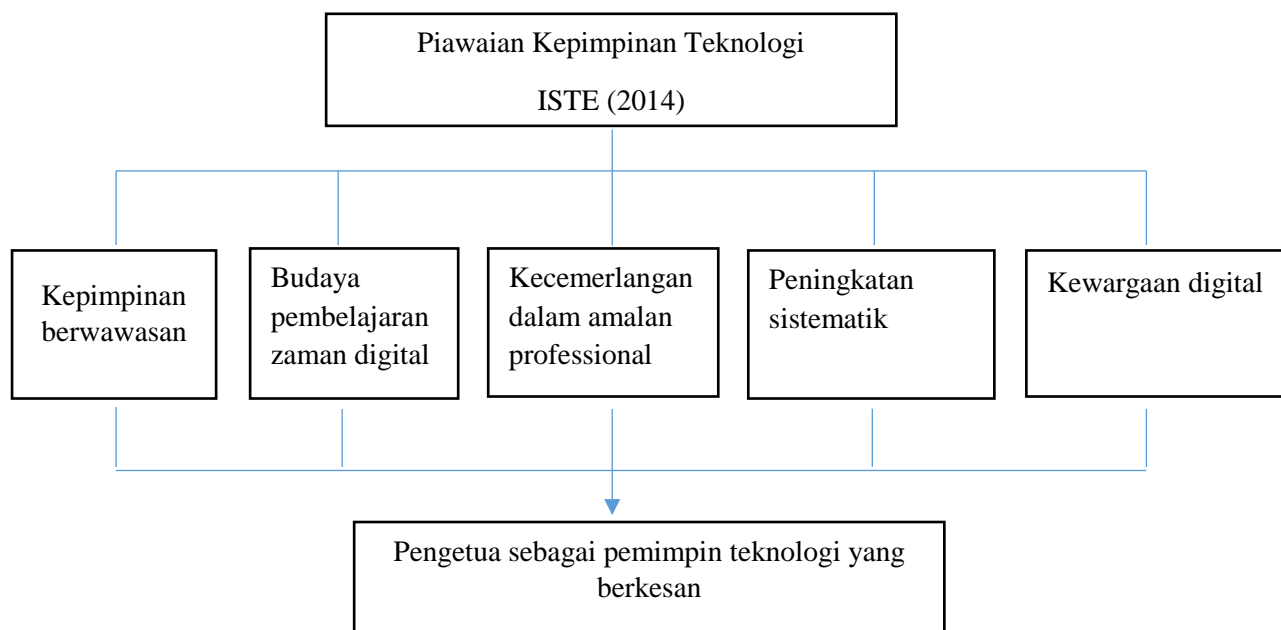 Piawaian Kepimpinan Teknologi
ISTE (2014)
Kepimpinan
berwawasan
Budaya
pembelajaran
zaman digital
Kecemerlangan
dalam amalan
professional
Peningkatan
sistematik
Kewargaan digital
Pengetua sebagai pemimpin teknologi yang
berkesan